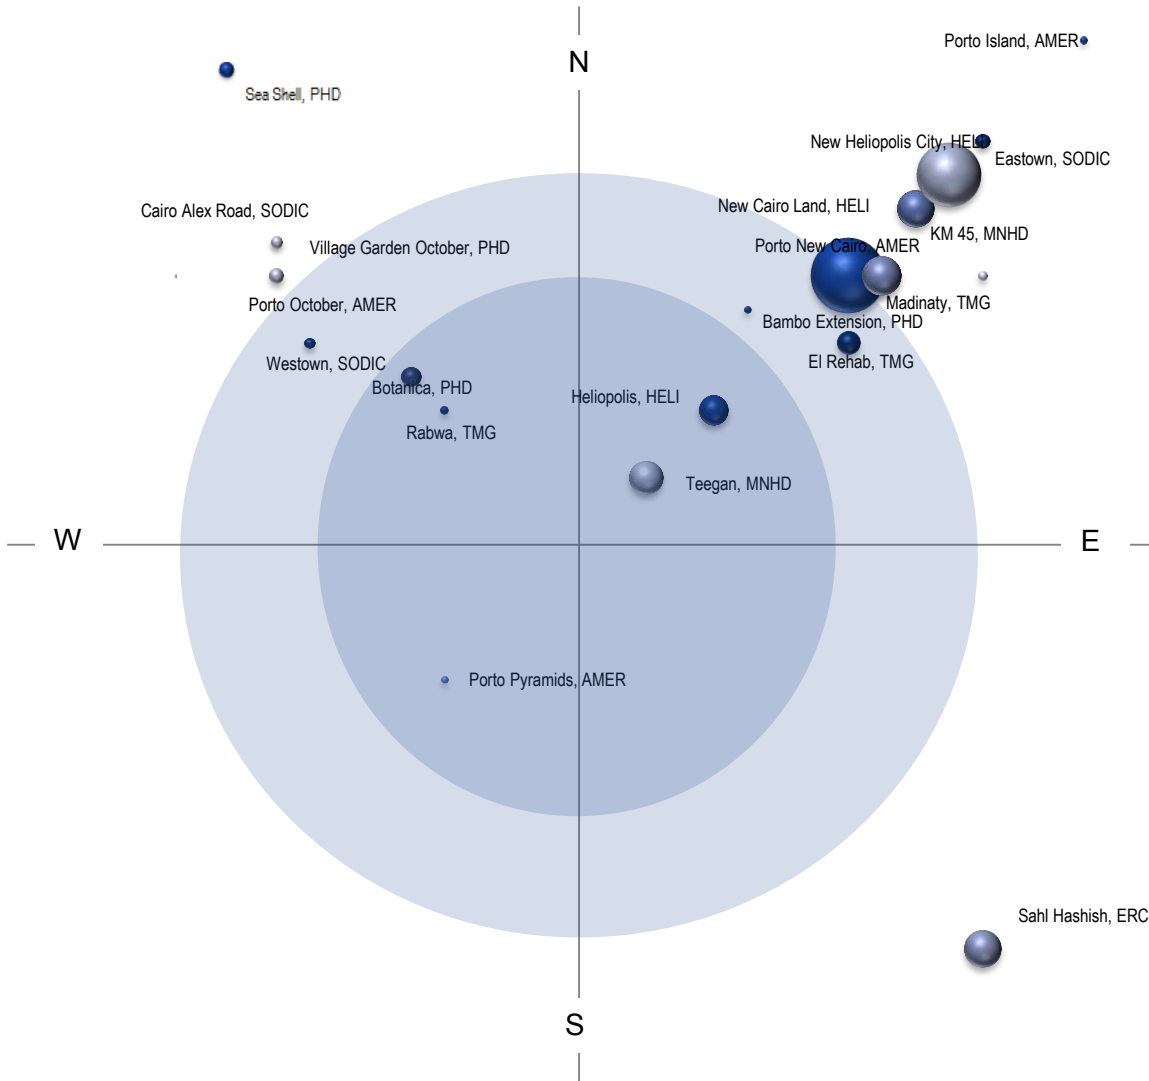 Porto Island, AMER
N
Sea Shell, PHD
New Heliopolis City, HELI
Eastown, SODIC
New Cairo Land, HELI
Cairo Alex Road, SODIC
KM 45, MNHD
Village Garden October, PHD
Porto New Cairo, AMER
Porto October, AMER
Madinaty, TMG
Bambo Extension, PHD
Westown, SODIC
El Rehab, TMG
Botanica, PHD
Heliopolis, HELI
Rabwa, TMG
Teegan, MNHD
W
E
Porto Pyramids, AMER
Sahl Hashish, ERC
S